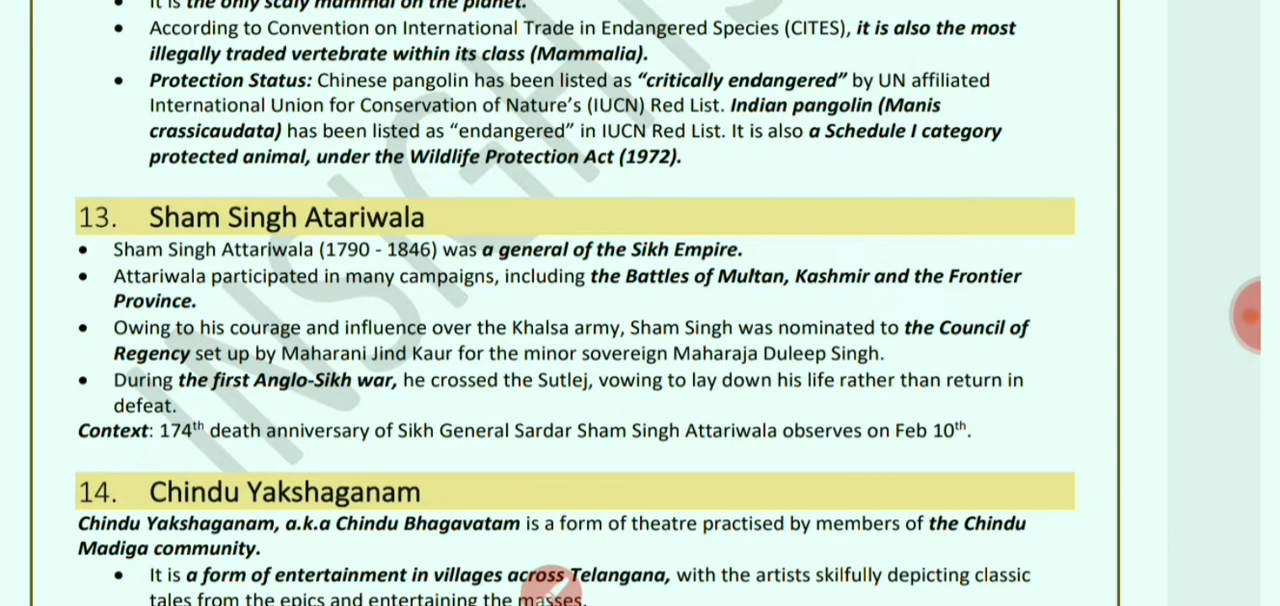 It is the only scaly mammal on the planet.
• According to Convention on International Trade in Endangered Species (CITES), it is also the most
illegally traded vertebrate within its class (Mammalia).
• Protection Status: Chinese pangolin has been listed as “critically endangered” by UN affiliated
International Union for Conservation of Nature’s (IUCN) Red List. Indian pangolin (Manis
crassicaudata) has been listed as “endangered” in IUCN Red List. It is also a Schedule I category
protected animal, under the Wildlife Protection Act (1972).
13. Sham Singh Atariwala
• Sham Singh Attariwala (1790 - 1846) was a general of the Sikh Empire.
• Attariwala participated in many campaigns, including the Battles of Multan, Kashmir and the Frontier
Province.
• Owing to his courage and influence over the Khalsa army, Sham Singh was nominated to the Council of
Regency set up by Maharani Jind Kaur for the minor sovereign Maharaja Duleep Singh.
• During the first Anglo-Sikh war, he crossed the Sutlej, vowing to lay down his life rather than return in
defeat.
Context: 174th death anniversary of Sikh General Sardar Sham Singh Attariwala observes on Feb 10th.
14. Chindu Yakshaganam
Chindu Yakshaganam, a.k.a Chindu Bhagavatam is a form of theatre practised by members of the Chindu
Madiga community.
• It is a form of entertainment in villages across Telangana, with the artists skilfully depicting classic
tales from the epics and entertaining the masses.
INSIGHT